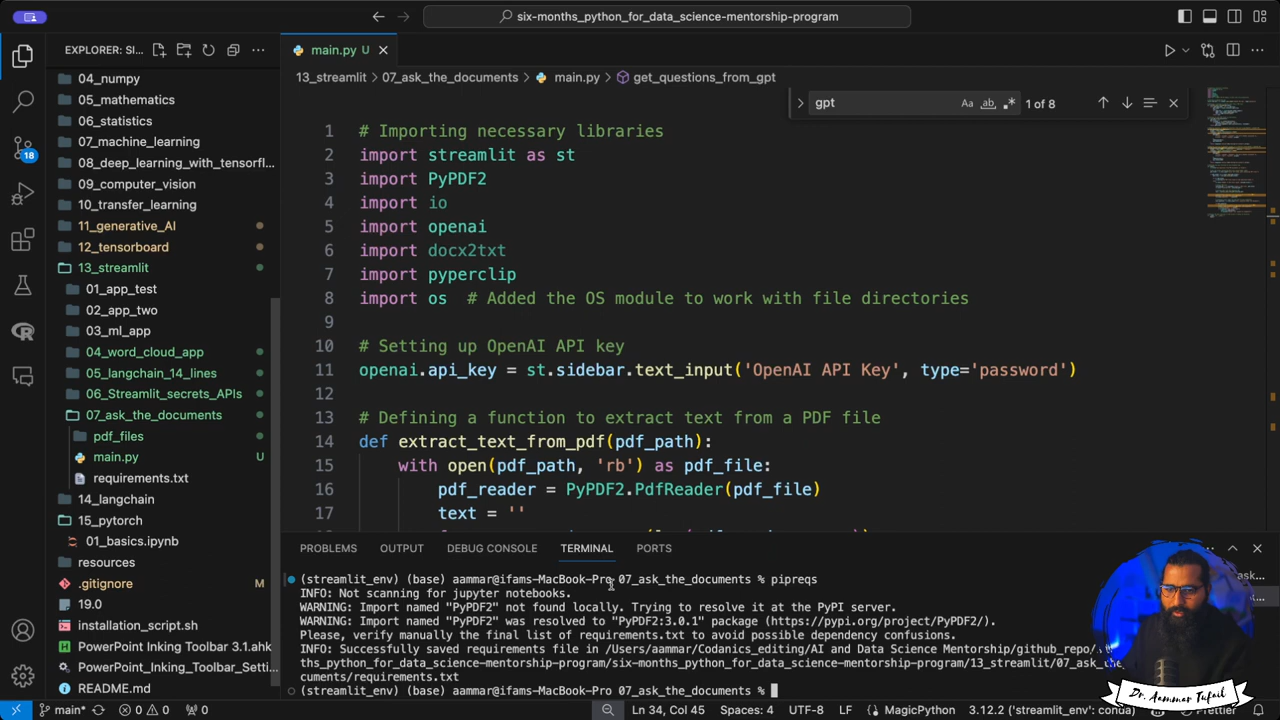 six-months_python_for_data_science-mentorship-program
EXPLORER: SI...
04_numpy
05_mathematics
06_statistics
07_machine_learning
08_deep_learning_with_tensorfl...
09_computer_vision
10_transfer_learning
11_generative_AI
12_tensorboard
13_streamlit
01_app_test
02_app_two
03_ml_app
04_word_cloud_app
05_langchain_14_lines
06_Streamlit_secrets_APIs
07_ask_the_documents
pdf_files
main.py U
requirements.txt
14_langchain
15_pytorch
01_basics.ipynb
resources
.gitignore M
19.0
installation_script.sh
PowerPoint Inking Toolbar 3.1.ahk
PowerPoint_Inking_Toolbar_Setti...
README.md
18
main.py U
13_streamlit > 07_ask_the_documents > main.py > get_questions_from_gpt
gpt Aa ab .* 1 of 8
1 # Importing necessary libraries
2 import streamlit as st
3 import PyPDF2
4 import io
5 import openai
6 import docx2txt
7 import pyperclip
8 import os # Added the OS module to work with file directories
9
10 # Setting up OpenAI API key
11 openai.api_key = st.sidebar.text_input('OpenAI API Key', type='password')
12
13 # Defining a function to extract text from a PDF file
14 def extract_text_from_pdf(pdf_path):
15 with open(pdf_path, 'rb') as pdf_file:
16 pdf_reader = PyPDF2.PdfReader(pdf_file)
17 text = ''
PROBLEMS OUTPUT DEBUG CONSOLE TERMINAL PORTS
(streamlit_env) (base) aammar@ifams-MacBook-Pro 07_ask_the_documents % pipreqs
INFO: Not scanning for jupyter notebooks.
WARNING: Import named "PyPDF2" not found locally. Trying to resolve it at the PyPI server.
WARNING: Import named "PyPDF2" was resolved to "PyPDF2:3.0.1" package (https://pypi.org/project/PyPDF2/).
Please, verify manually the final list of requirements.txt to avoid possible dependency confusions.
INFO: Successfully saved requirements file in /Users/aammar/Codanics_editing/AI and Data Science Mentorship/github_repo/
ths_python_for_data_science-mentorship-program/six-months_python_for_data_science-mentorship-program/13_streamlit/07_ask_the
cuments/requirements.txt
(streamlit_env) (base) aammar@ifams-MacBook-Pro 07_ask_the_documents %
Dr. Aammar Tufail
main* 0 0 0 Ln 34, Col 45 Spaces: 4 UTF-8 LF MagicPython 3.12.2 ('streamlit_env': conda) Prettier